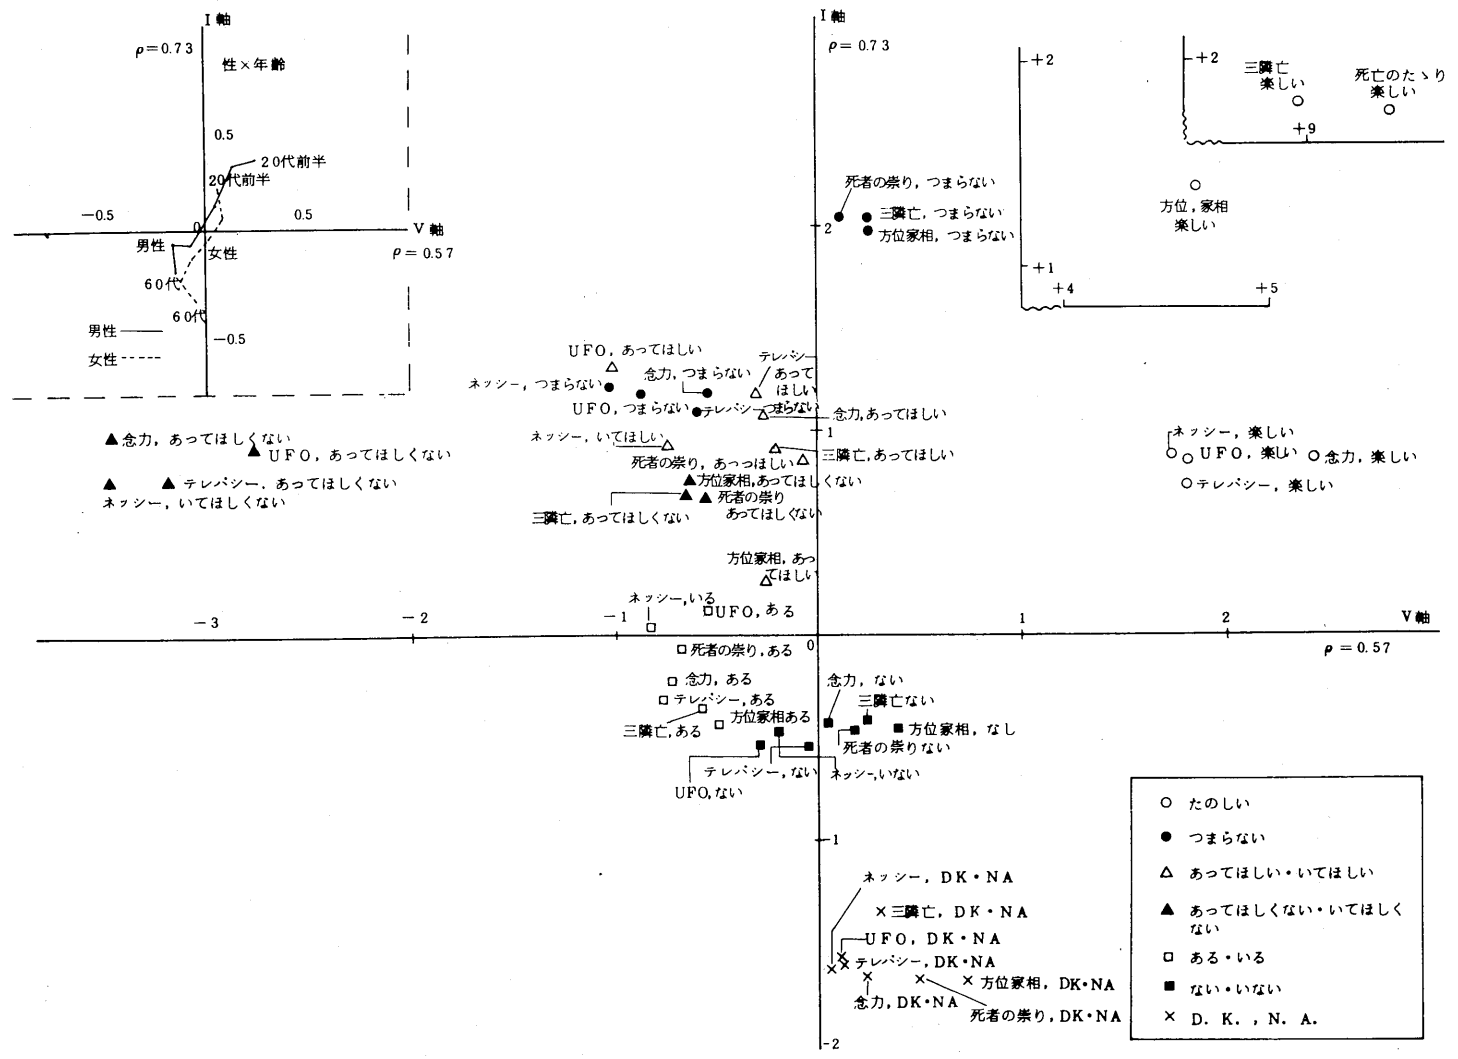 I 軸
ρ=0.73
性×年齢
0.5
20代前半
20代前半
-0.5
0
0.5
V 軸
ρ=0.57
男性
女性
60代
60代
-0.5
男性
女性
I 軸
ρ=0.73
+2
+1
+4
+5
方位,家相
楽しい
+2
+9
三隣亡
楽しい
死亡のたゝり
楽しい
死者の祟り,つまらない
三隣亡,つまらない
方位家相,つまらない
2
UFO,あってほしい
ネッシー,つまらない
念力,つまらない
テレパシー
あって
ほしい
UFO,つまらない
テレパシーつまらない
念力,あってほしい
1
ネッシー,いてほしい
死者の祟り,あっつほしい
三隣亡,あってほしい
念力,あってほしくない
UFO,あってほしくない
テレパシー,あってほしくない
ネッシー,いてほしくない
方位家相,あってほしくない
死者の祟り
あってほしくない
三隣亡,あってほしくない
ネッシー,楽しい
UFO,楽しい
念力,楽しい
テレパシー,楽しい
方位家相,あっ
てほしい
ネッシー,いる
UFO,ある
-3
-2
-1
0
1
2
V 軸
ρ=0.57
死者の祟り,ある
念力,ある
テレパシー,ある
三隣亡,ある
方位家相ある
念力,ない
三隣亡ない
方位家相,なし
死者の祟りない
テレパシー,ない
ネッシー,いない
UFO,ない
-1
ネッシー,DK・NA
三隣亡,DK・NA
UFO,DK・NA
テレパシー,DK・NA
方位家相,DK・NA
念力,DK・NA
死者の祟り,DK・NA
-2
○ たのしい
● つまらない
△ あってほしい・いてほしい
▲ あってほしくない・いてほしく
ない
□ ある・いる
■ ない・いない
× D.K.,N.A.